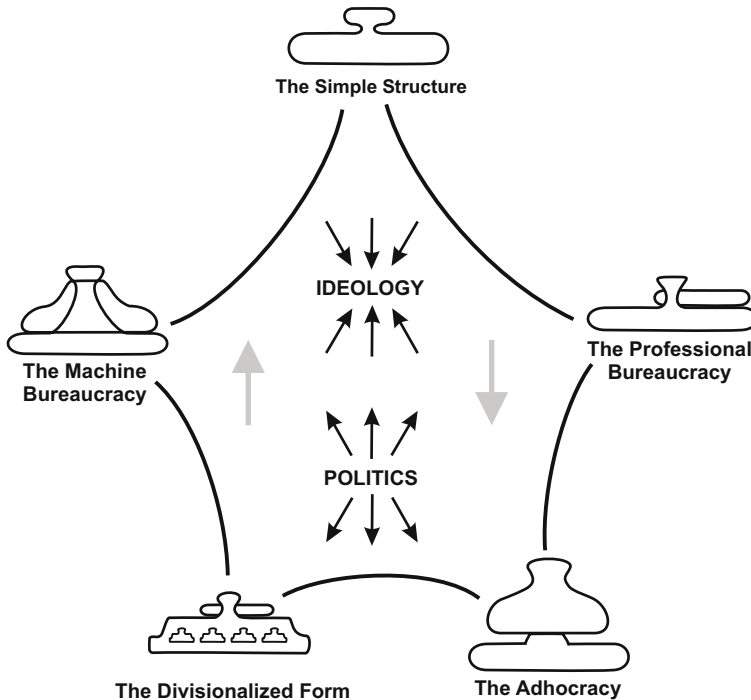 The Simple Structure
IDEOLOGY
The Machine
Bureaucracy
The Professional
Bureaucracy
POLITICS
The Divisionalized Form
The Adhocracy